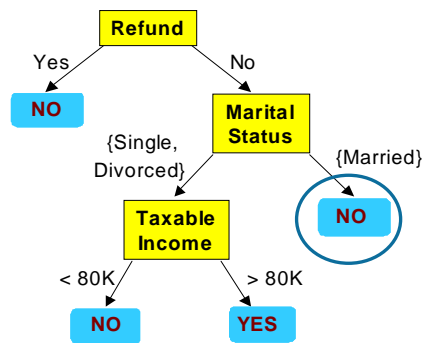 Refund
Yes
No
NO
Marital
Status
{Single,
Divorced}
{Married}
NO
Taxable
Income
< 80K
> 80K
NO
YES